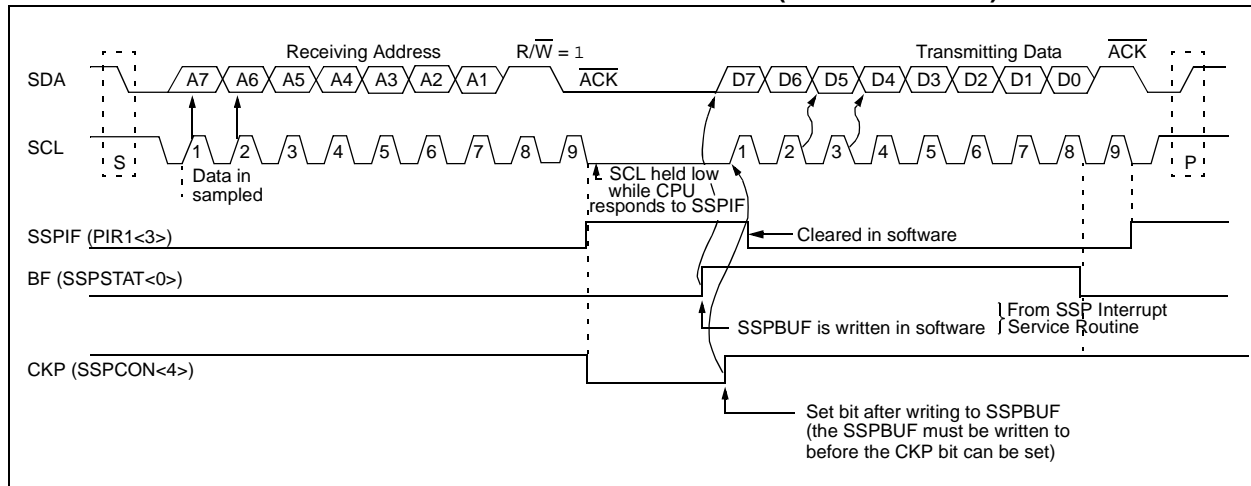 Receiving Address
R/W = 1
Transmitting Data
ACK
SDA
A7 A6 A5 A4 A3 A2 A1
ACK
D7 D6 D5 D4 D3 D2 D1 D0
SCL
S
1 2 3 4 5 6 7 8 9
1 2 3 4 5 6 7 8 9
P
Data in
sampled
SCL held low
while CPU
responds to SSPIF
SSPIF (PIR1<3>)
Cleared in software
BF (SSPSTAT<0>)
SSPBUF is written in software
From SSP Interrupt
Service Routine
CKP (SSPCON<4>)
Set bit after writing to SSPBUF
(the SSPBUF must be written to
before the CKP bit can be set)